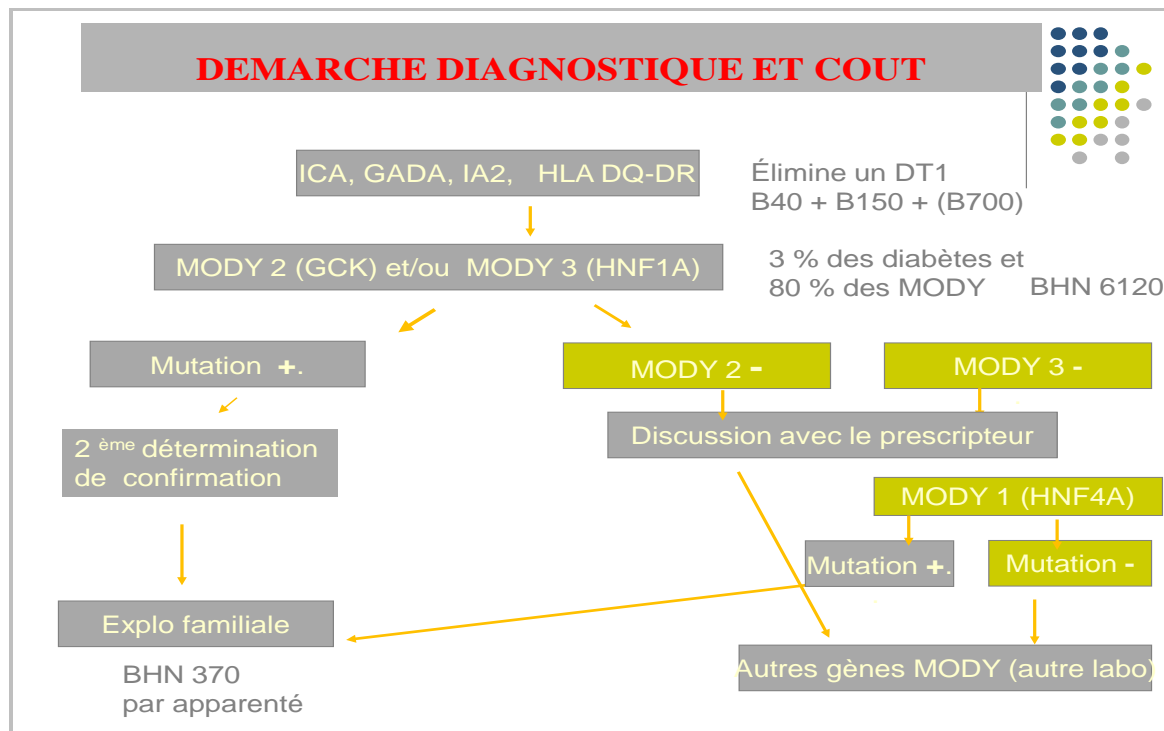 DEMARCHE DIAGNOSTIQUE ET COUT
ICA, GADA, IA2, HLA DQ-DR
Élimine un DT1
B40 + B150 + (B700)
MODY 2 (GCK) et/ou MODY 3 (HNF1A)
3 % des diabètes et
80 % des MODY BHN 6120
Mutation +.
MODY 2 -
MODY 3 -
2 ème détermination
de confirmation
Discussion avec le prescripteur
MODY 1 (HNF4A)
Mutation +.
Mutation -
Explo familiale
Autres gènes MODY (autre labo)
BHN 370
par apparenté